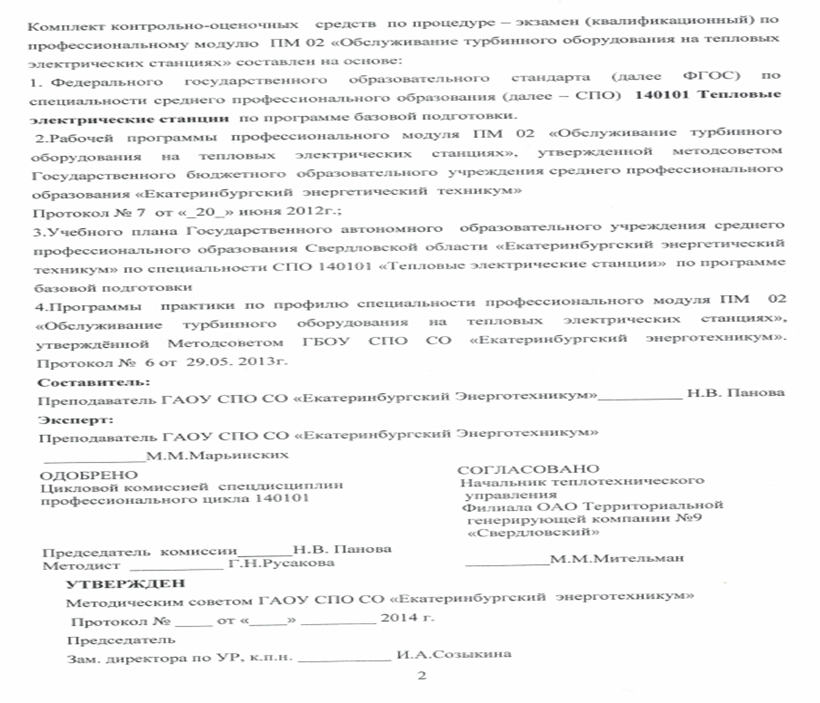 Комплект контрольно-оценочных средств по процедуре – экзамен (квалификационный) по
профессиональному модулю ПМ 02 «Обслуживание турбинного оборудования на тепловых
электрических станциях» составлен на основе:
1. Федерального государственного образовательного стандарта (далее ФГОС) по
специальности среднего профессионального образования (далее – СПО) 140101 Тепловые
электрические станции по программе базовой подготовки.
2.Рабочей программы профессионального модуля ПМ 02 «Обслуживание турбинного
оборудования на тепловых электрических станциях», утвержденной методсоветом
Государственного бюджетного образовательного учреждения среднего профессионального
образования «Екатеринбургский энергетический техникум»
Протокол № 7 от «_20_» июня 2012г.;
3.Учебного плана Государственного автономного образовательного учреждения среднего
профессионального образования Свердловской области «Екатеринбургский энергетический
техникум» по специальности СПО 140101 «Тепловые электрические станции» по программе
базовой подготовки
4.Программы практики по профилю специальности профессионального модуля ПМ 02
«Обслуживание турбинного оборудования на тепловых электрических станциях»,
утверждённой Методсоветом ГБОУ СПО СО «Екатеринбургский энерготехникум».
Протокол № 6 от 29.05. 2013г.
Составитель:
Преподаватель ГАОУ СПО СО «Екатеринбургский Энерготехникум»___________ Н.В. Панова
Эксперт:
Преподаватель ГАОУ СПО СО «Екатеринбургский Энерготехникум»
_____________М.М.Марьинских
ОДОБРЕНО
Цикловой комиссией спецдисциплин
профессионального цикла 140101
Председатель комиссии_______Н.В. Панова
Методист ____________ Г.Н.Русакова
СОГЛАСОВАНО
Начальник теплотехнического
управления
Филиала ОАО Территориальной
генерирующей компании №9
«Свердловский»
___________М.М.Мительман
УТВЕРЖДЕН
Методическим советом ГАОУ СПО СО «Екатеринбургский энерготехникум»
Протокол № _____ от «_____» __________ 2014 г.
Председатель
Зам. директора по УР, к.п.н. ____________ И.А.Созыкина
2